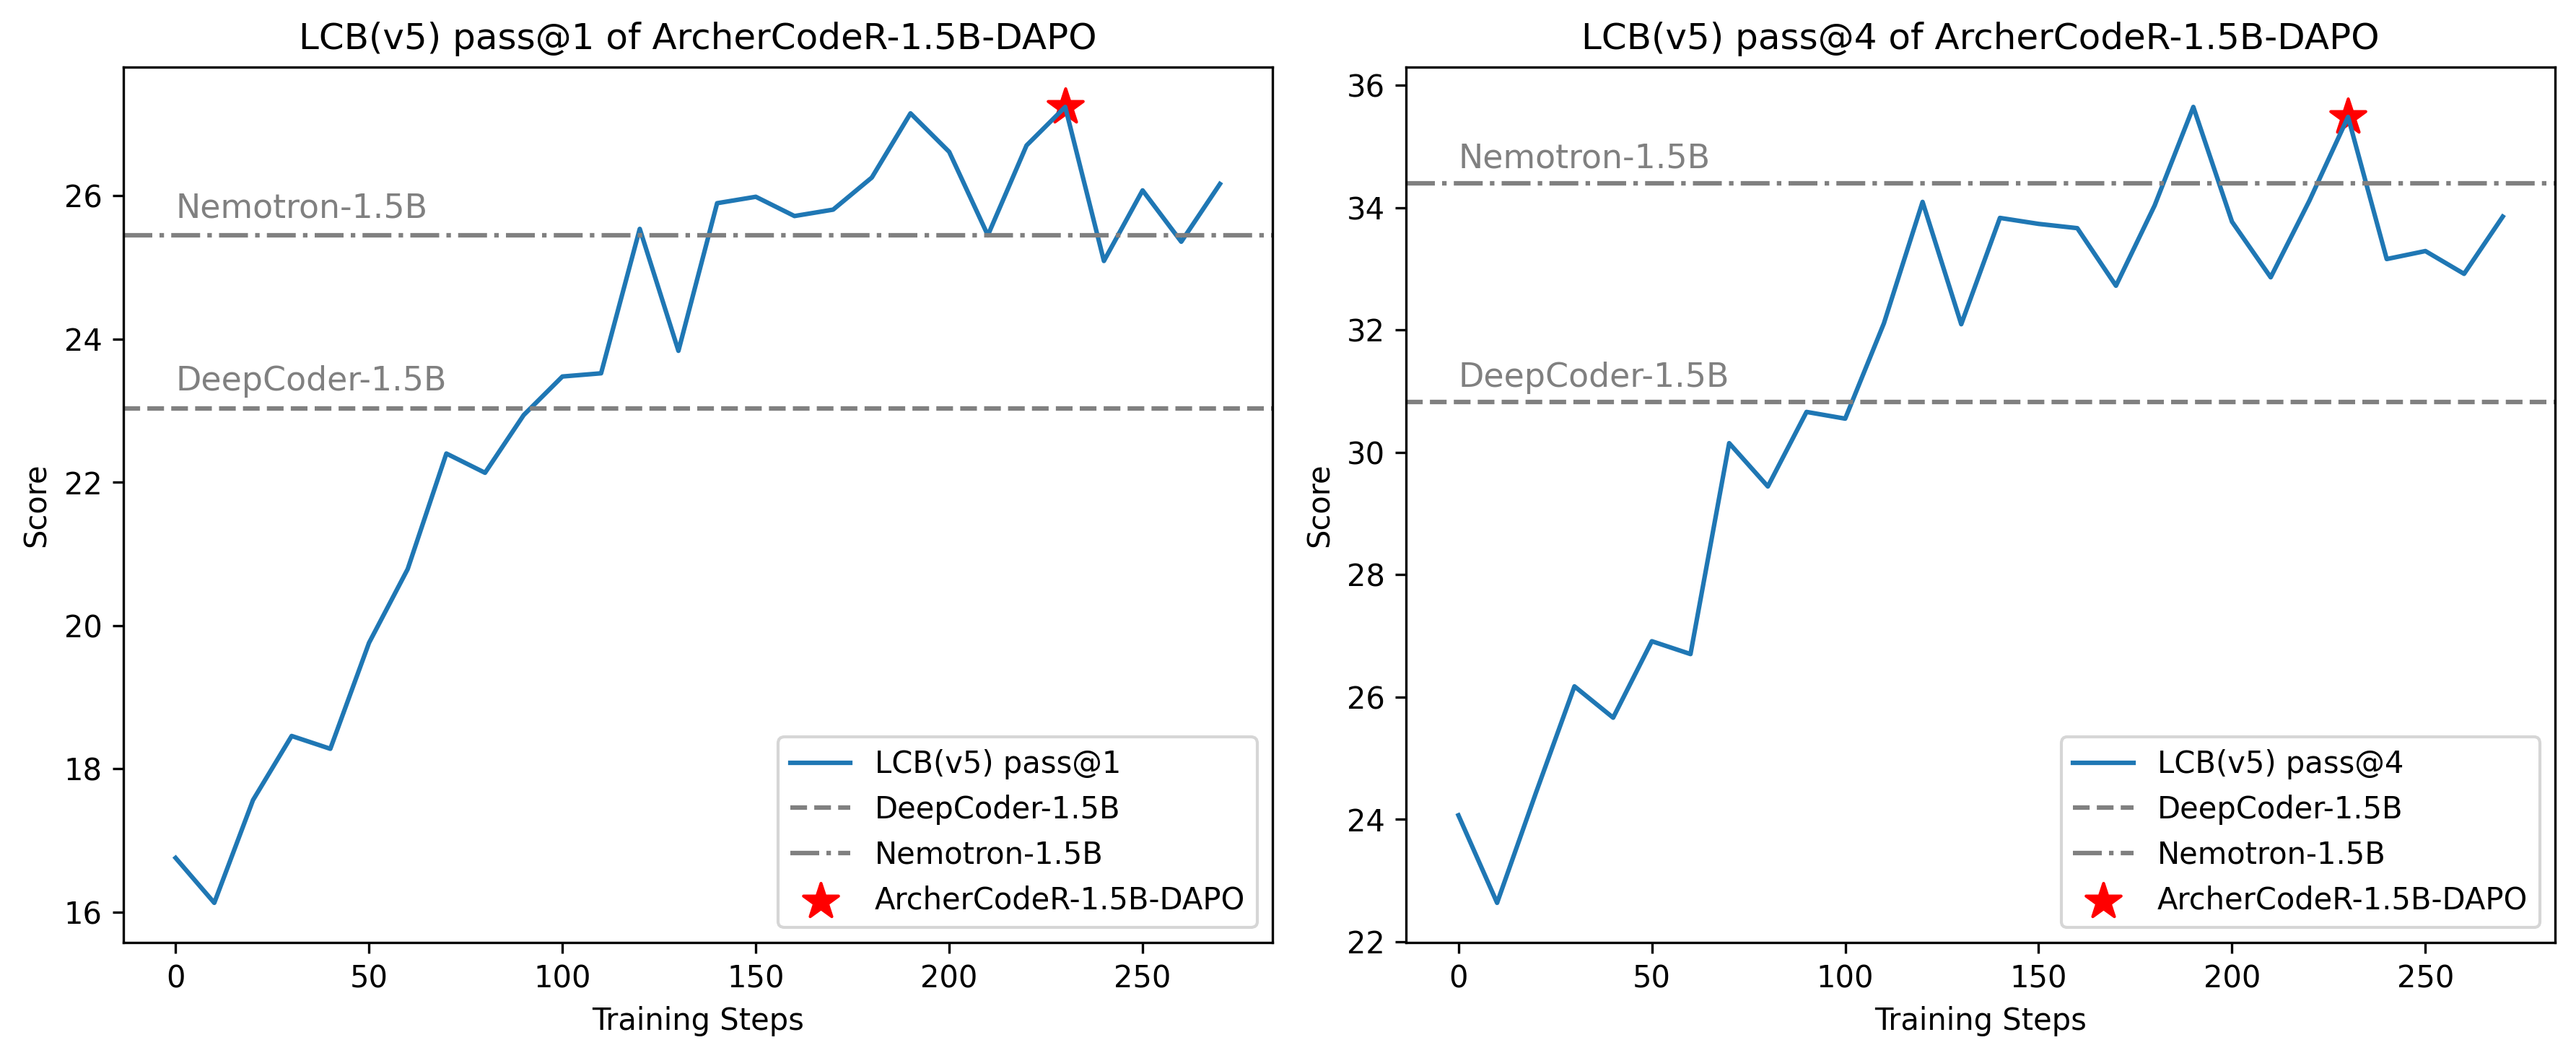 LCB(v5) pass@1 of ArcherCodeR-1.5B-DAPO
Score
26
24
22
20
18
16
Nemotron-1.5B
DeepCoder-1.5B
LCB(v5) pass@1
DeepCoder-1.5B
Nemotron-1.5B
ArcherCodeR-1.5B-DAPO
0 50 100 150 200 250
Training Steps
LCB(v5) pass@4 of ArcherCodeR-1.5B-DAPO
Score
36
34
32
30
28
26
24
22
Nemotron-1.5B
DeepCoder-1.5B
LCB(v5) pass@4
DeepCoder-1.5B
Nemotron-1.5B
ArcherCodeR-1.5B-DAPO
0 50 100 150 200 250
Training Steps